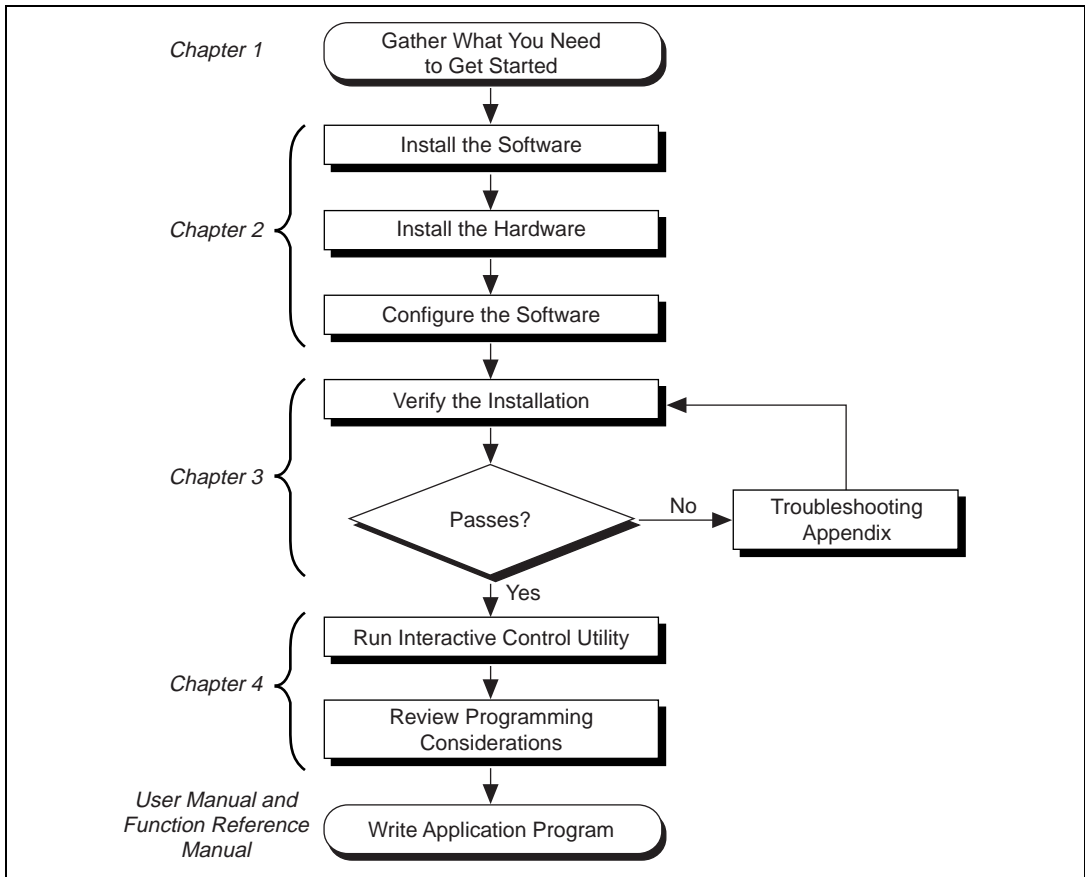 Chapter 1
Gather What You Need
to Get Started
Install the Software
Chapter 2
Install the Hardware
Configure the Software
Verify the Installation
Chapter 3
Passes?
No
Troubleshooting
Appendix
Yes
Run Interactive Control Utility
Chapter 4
Review Programming
Considerations
User Manual and
Function Reference
Manual
Write Application Program